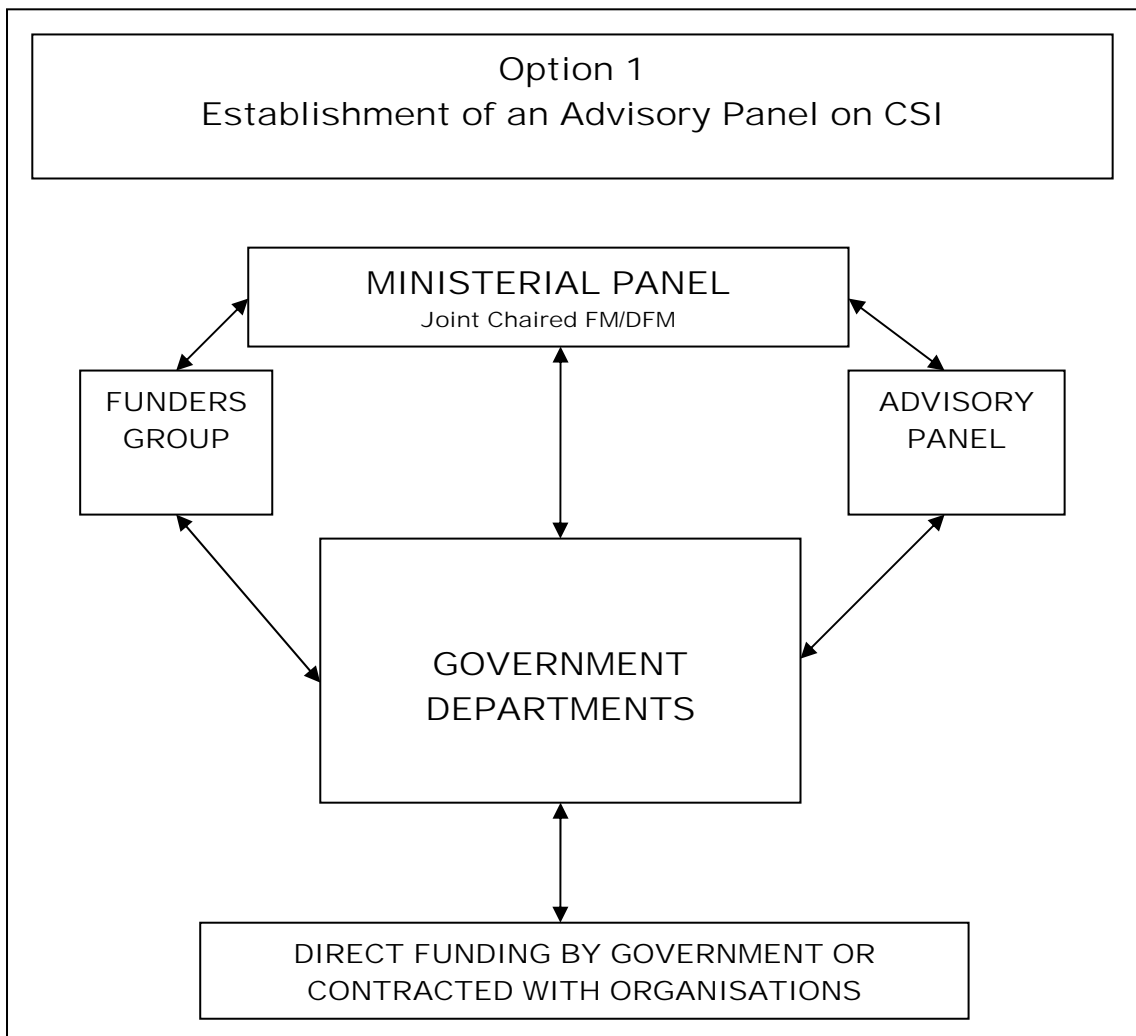 Option 1
Establishment of an Advisory Panel on CSI
MINISTERIAL PANEL
Joint Chaired FM/DFM
FUNDERS
GROUP
ADVISORY
PANEL
GOVERNMENT
DEPARTMENTS
DIRECT FUNDING BY GOVERNMENT OR
CONTRACTED WITH ORGANISATIONS